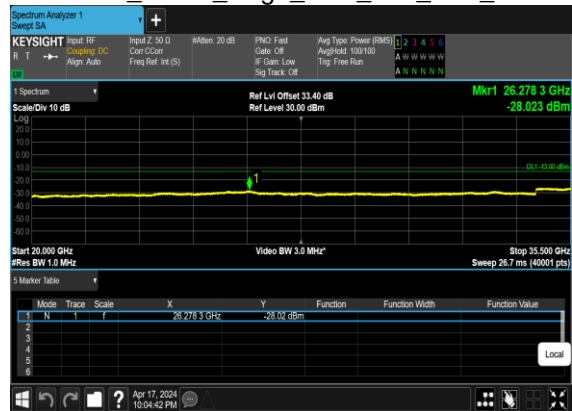 Spectrum Analyzer 1
Swept SA
+
KEYSIGHT Input: RF Input Z: 50 Ω #Atten: 20 dB PNO: Fast Avg Type: Power (RMS) 1 2 3 4 5 6
R T Coupling: DC Corr CCorr Gate: Off Avg|Hold: 100/100 A W W W W W
Align: Auto Freq Ref: Int (S) IF Gain: Low Trig: Free Run
Sig Track: Off A N N N N N
1 Spectrum Ref Lvl Offset 33.40 dB Mkr1 26.278 3 GHz
Scale/Div 10 dB Ref Level 30.00 dBm -28.023 dBm
Log
20.0
10.0
0.00
DL1 -13.00 dBm
-10.0
1
-20.0
-30.0
-40.0
-50.0
-60.0
Start 20.000 GHz Video BW 3.0 MHz* Stop 35.500 GHz
#Res BW 1.0 MHz Sweep 26.7 ms (40001 pts)
5 Marker Table
Mode Trace Scale X Y Function Function Width Function Value
1 N 1 f 26.278 3 GHz -28.02 dBm
2
3
4
5
6
Local
? Apr 17, 2024
10:04:42 PM